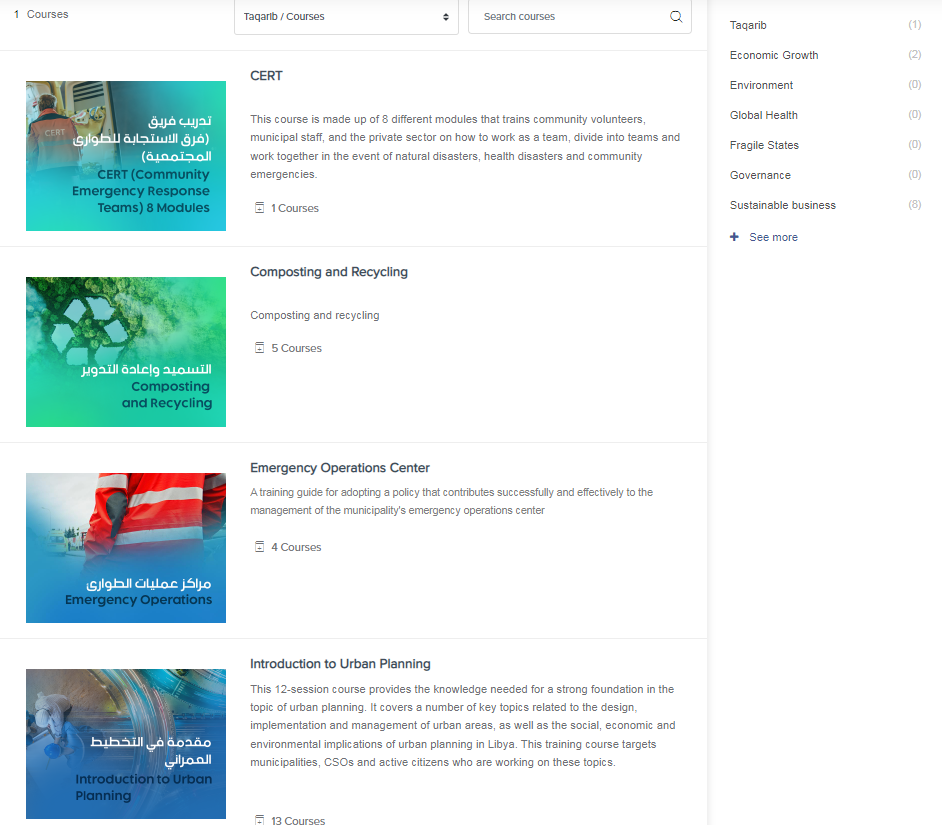 1 Courses
Taqarib / Courses
Search courses
CERT
تدريب فريق
(فرق الاستجابة للطوارئ
المجتمعية)
CERT (Community
Emergency Response
Teams) 8 Modules
CERT
This course is made up of 8 different modules that trains community volunteers,
municipal staff, and the private sector on how to work as a team, divide into teams and
work together in the event of natural disasters, health disasters and community
emergencies.
1 Courses
التسميد وإعادة التدوير
Composting
and Recycling
Composting and Recycling
Composting and recycling
5 Courses
مراكز عمليات الطوارئ
Emergency Operations
Emergency Operations Center
A training guide for adopting a policy that contributes successfully and effectively to the
management of the municipality's emergency operations center
4 Courses
مقدمة في التخطيط
العمراني
Introduction to Urban
Planning
Introduction to Urban Planning
This 12-session course provides the knowledge needed for a strong foundation in the
topic of urban planning. It covers a number of key topics related to the design,
implementation and management of urban areas, as well as the social, economic and
environmental implications of urban planning in Libya. This training course targets
municipalities, CSOs and active citizens who are working on these topics.
13 Courses
Taqarib (1)
Economic Growth (2)
Environment (0)
Global Health (0)
Fragile States (0)
Governance (0)
Sustainable business (8)
+ See more